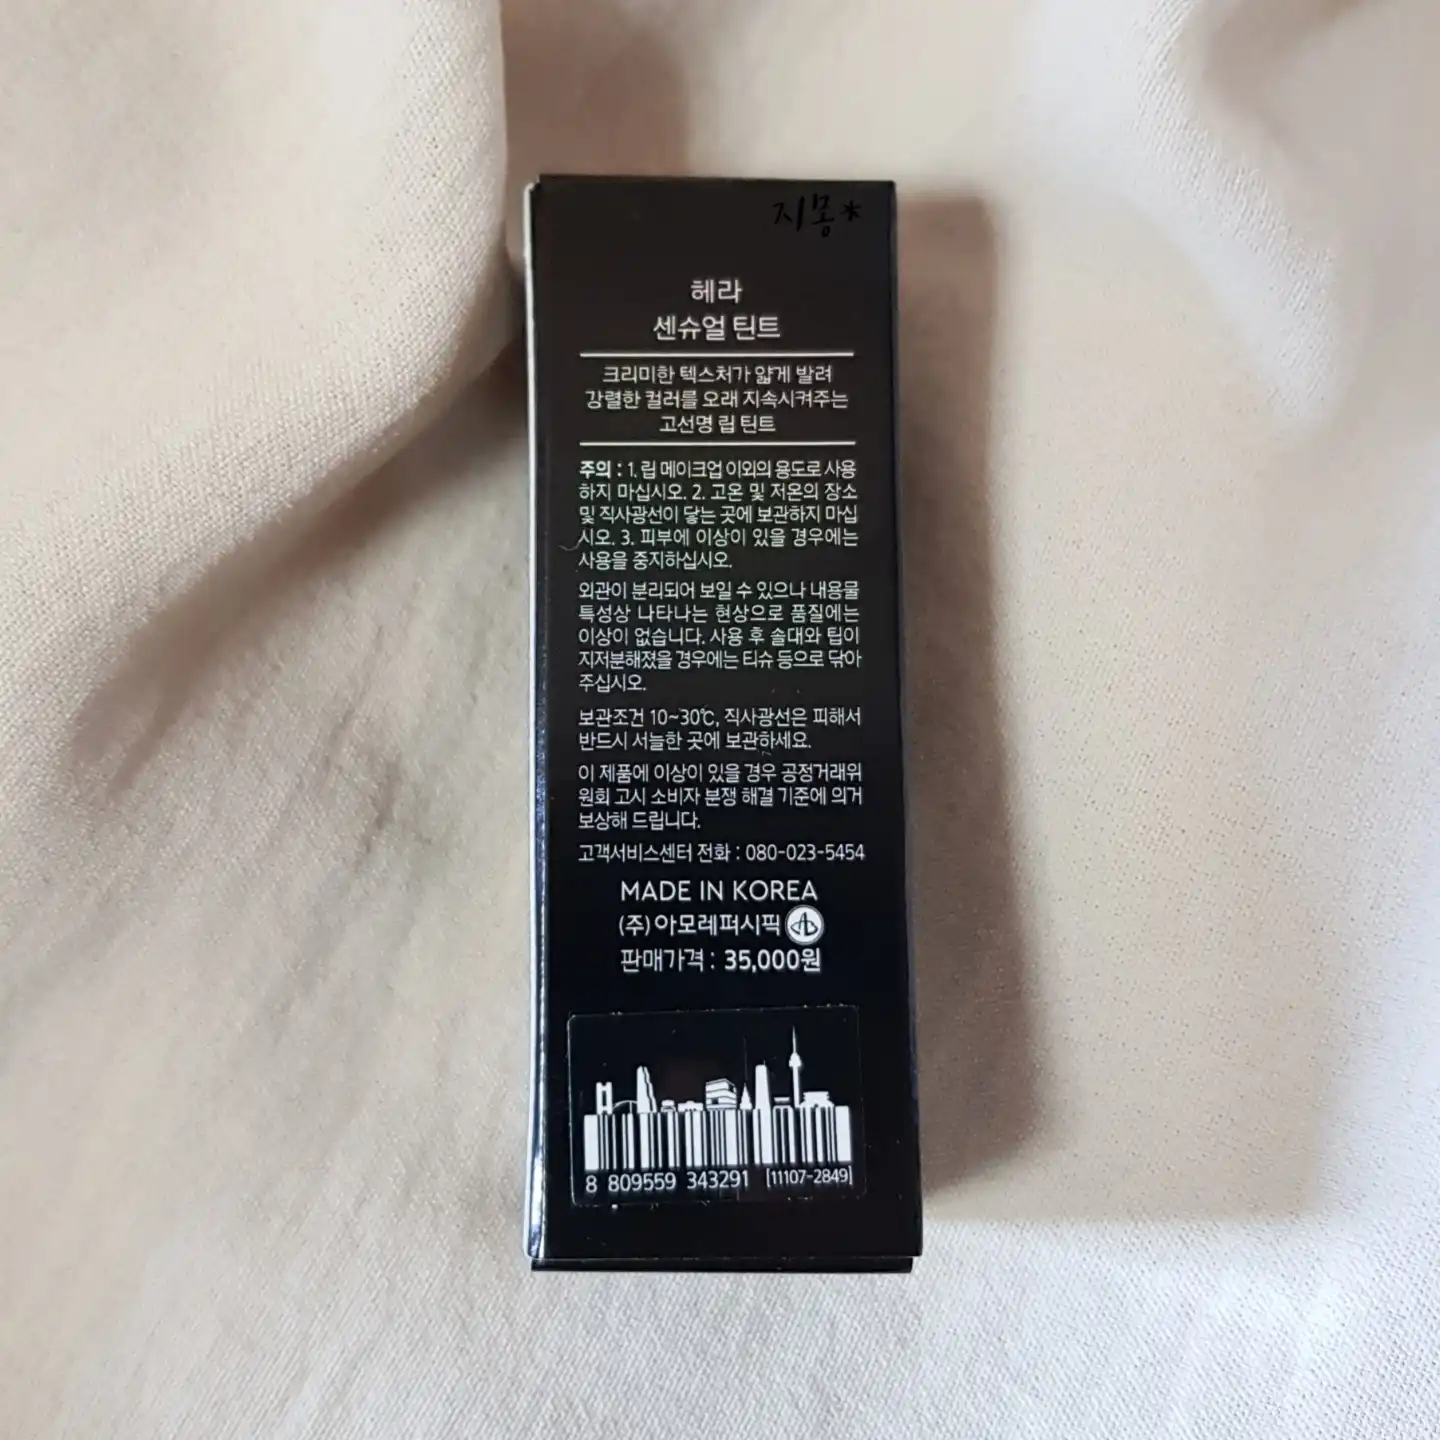 지몽*
헤라
센슈얼 틴트
크리미한 텍스처가 얇게 발려
강렬한 컬러를 오래 지속시켜주는
고선명 립 틴트
주의 : 1. 립 메이크업 이외의 용도로 사용
하지 마십시오. 2. 고온 및 저온의 장소
및 직사광선이 닿는 곳에 보관하지 마십
시오. 3. 피부에 이상이 있을 경우에는
사용을 중지하십시오.
외관이 분리되어 보일 수 있으나 내용물
특성상 나타나는 현상으로 품질에는
이상이 없습니다. 사용 후 솔대와 팁이
지저분해졌을 경우에는 티슈 등으로 닦아
주십시오.
보관조건 10~30℃, 직사광선은 피해서
반드시 서늘한 곳에 보관하세요.
이 제품에 이상이 있을 경우 공정거래위
원회 고시 소비자 분쟁 해결 기준에 의거
보상해 드립니다.
고객서비스센터 전화 : 080-023-5454
MADE IN KOREA
(주)아모레퍼시픽
판매가격 : 35,000원
8 809559 343291 [11107-2849]